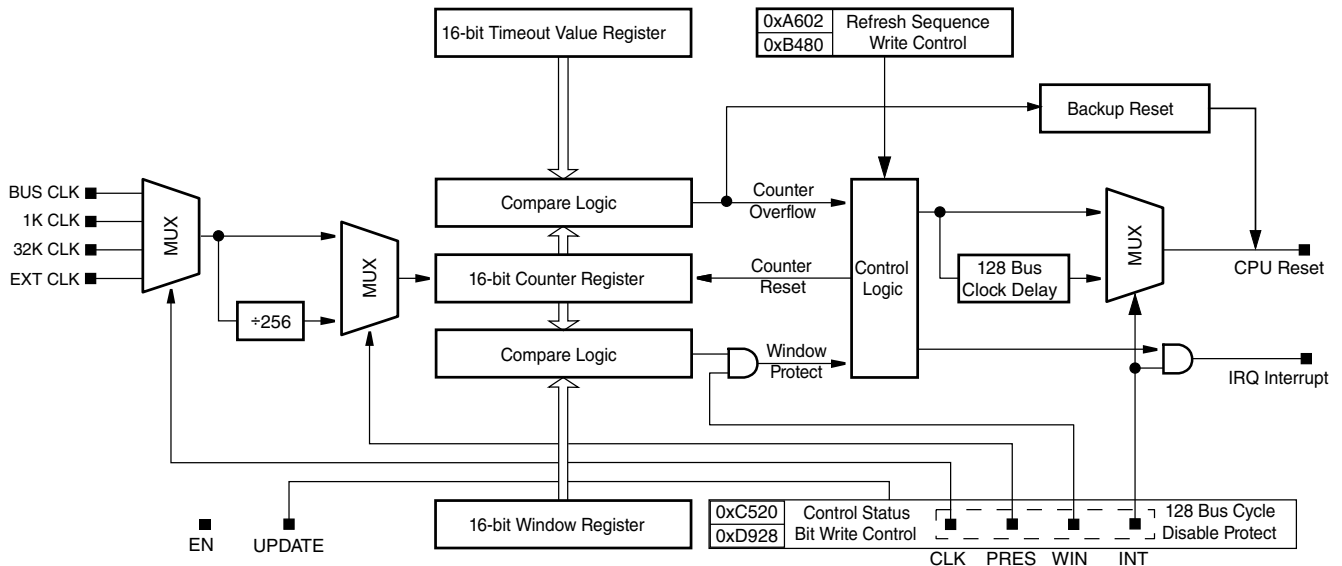 16-bit Timeout Value Register
0xA602
0xB480
Refresh Sequence
Write Control
Backup Reset
BUS CLK
1K CLK
32K CLK
EXT CLK
MUX
÷256
MUX
Compare Logic
16-bit Counter Register
Compare Logic
Counter
Overflow
Counter
Reset
Window
Protect
Control
Logic
128 Bus
Clock Delay
MUX
CPU Reset
IRQ Interrupt
EN
UPDATE
16-bit Window Register
0xC520
0xD928
Control Status
Bit Write Control
128 Bus Cycle
Disable Protect
CLK
PRES
WIN
INT